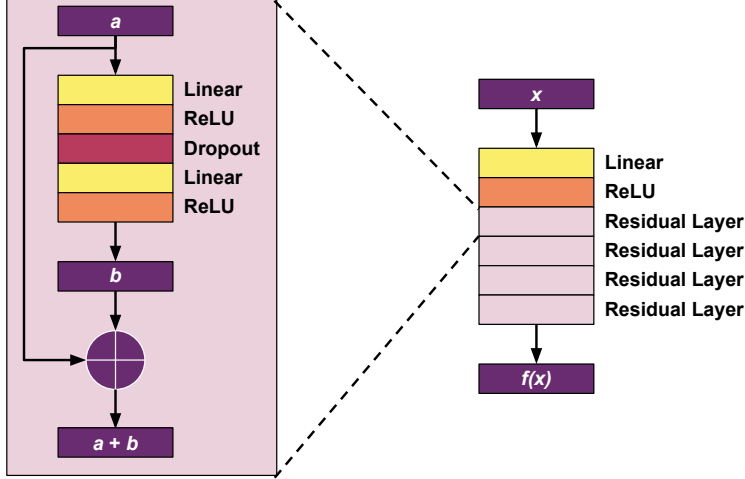 a
Linear
ReLU
Dropout
Linear
ReLU
b
a + b
x
Linear
ReLU
Residual Layer
Residual Layer
Residual Layer
Residual Layer
f(x)